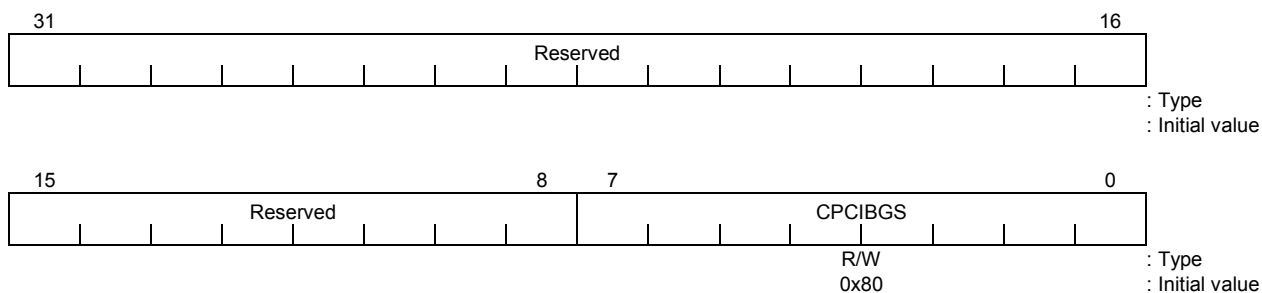 31 16
Reserved
: Type
: Initial value
15 8 7 0
Reserved CPCIBGS
R/W : Type
0x80 : Initial value